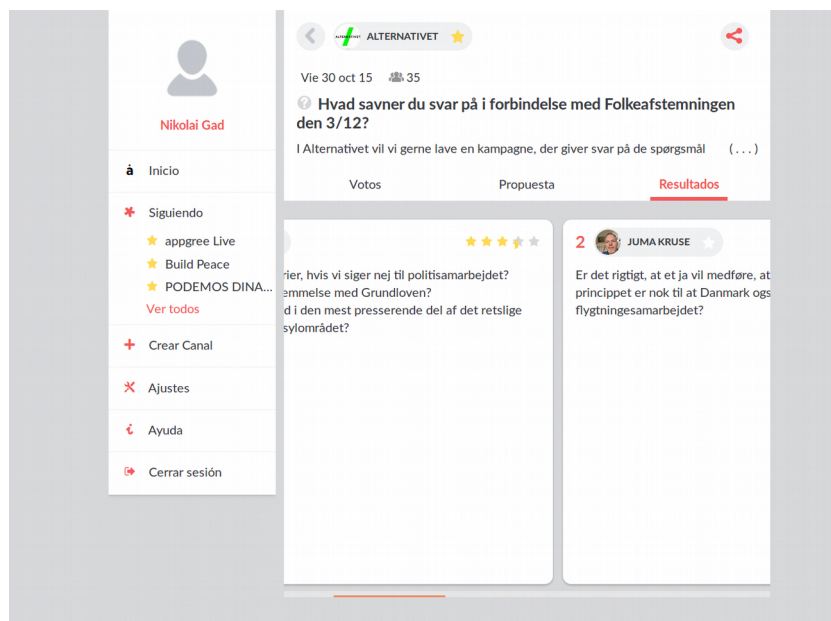 Nikolai Gad
Inicio
Siguiendo
appgree Live
Build Peace
PODEMOS DINA...
Ver todos
Crear Canal
Ajustes
Ayuda
Cerrar sesión
ALTERNATIVET
Vie 30 oct 15 35
Hvad savner du svar på i forbindelse med Folkeafstemningen
den 3/12?
I Alternativet vil vi gerne lave en kampagne, der giver svar på de spørgsmål (...)
Votos Propuesta Resultados
rier, hvis vi siger nej til politisamarbejdet?
emmelse med Grundloven?
d i den mest presserende del af det retslige
sylområdet?
2 JUMA KRUSE
Er det rigtigt, at et ja vil medføre, at
princippet er nok til at Danmark ogs
flygtningesamarbejdet?